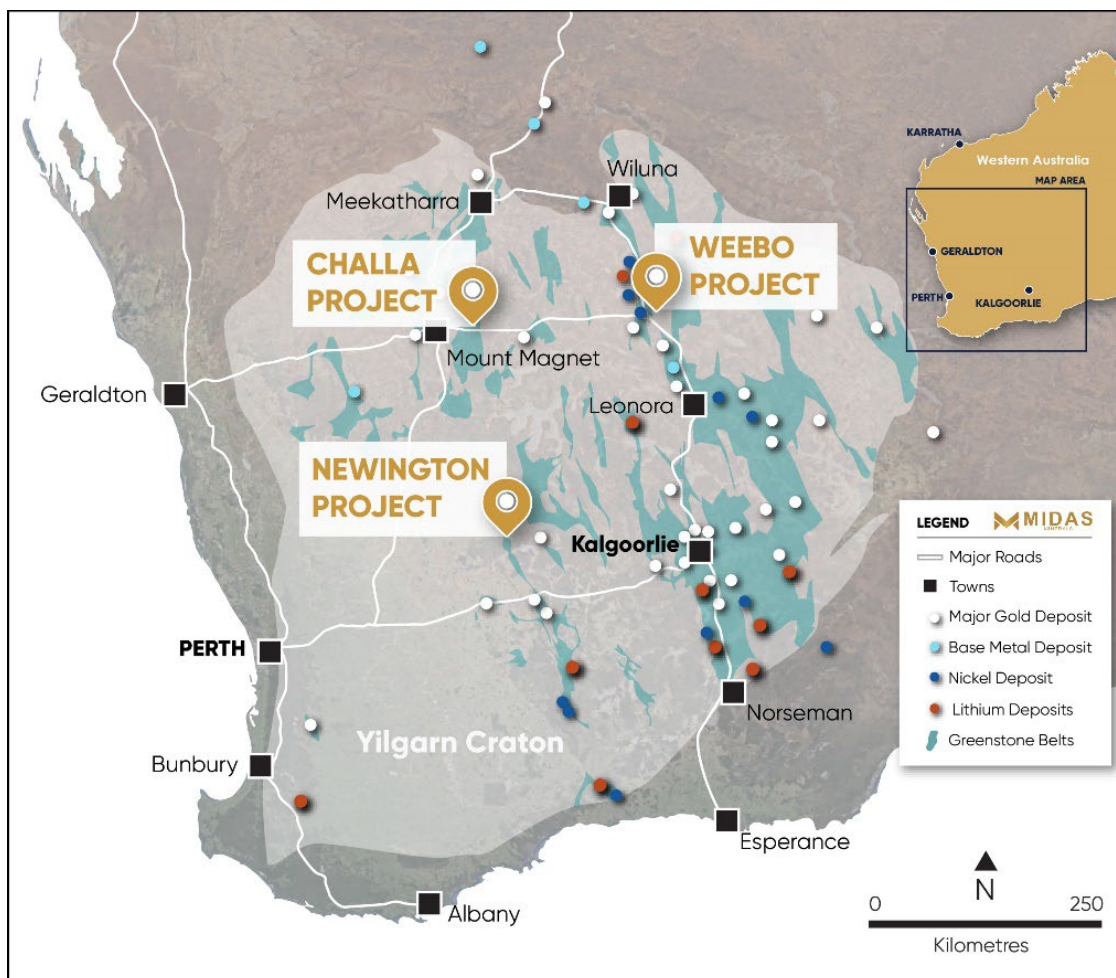 Wiluna
Meekatharra
CHALLA
PROJECT
WEEBO
PROJECT
Mount Magnet
Geraldton
Leonora
NEWINGTON
PROJECT
Kalgoorlie
PERTH
Norseman
Yilgarn Craton
Bunbury
Esperance
Albany
KARRATHA
Western Australia
MAP AREA
GERALDTON
PERTH
KALGOORLIE
LEGEND
MIDAS
MINERALS
Major Roads
Towns
Major Gold Deposit
Base Metal Deposit
Nickel Deposit
Lithium Deposits
Greenstone Belts
N
0 250
Kilometres